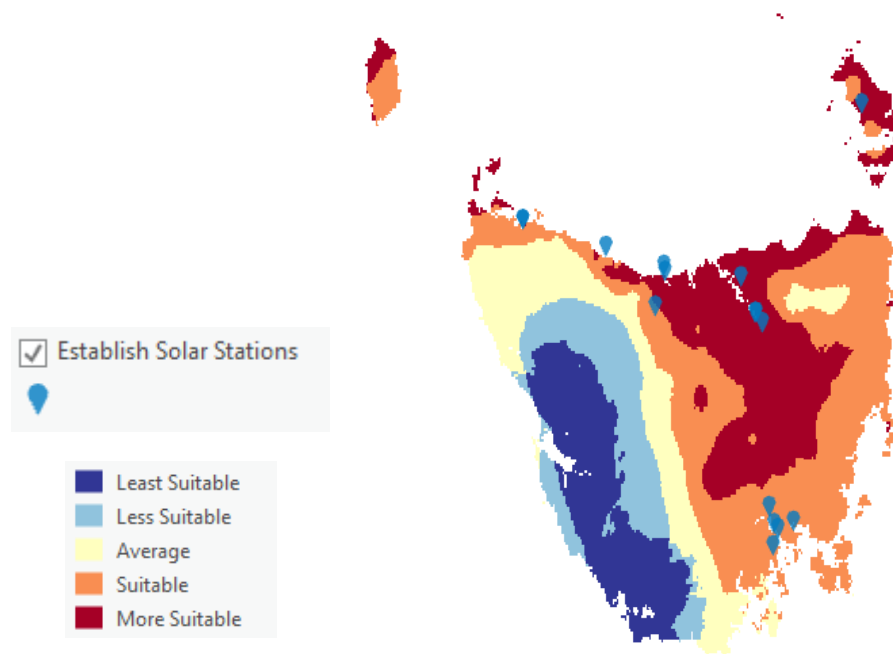 Establish Solar Stations
Least Suitable
Less Suitable
Average
Suitable
More Suitable